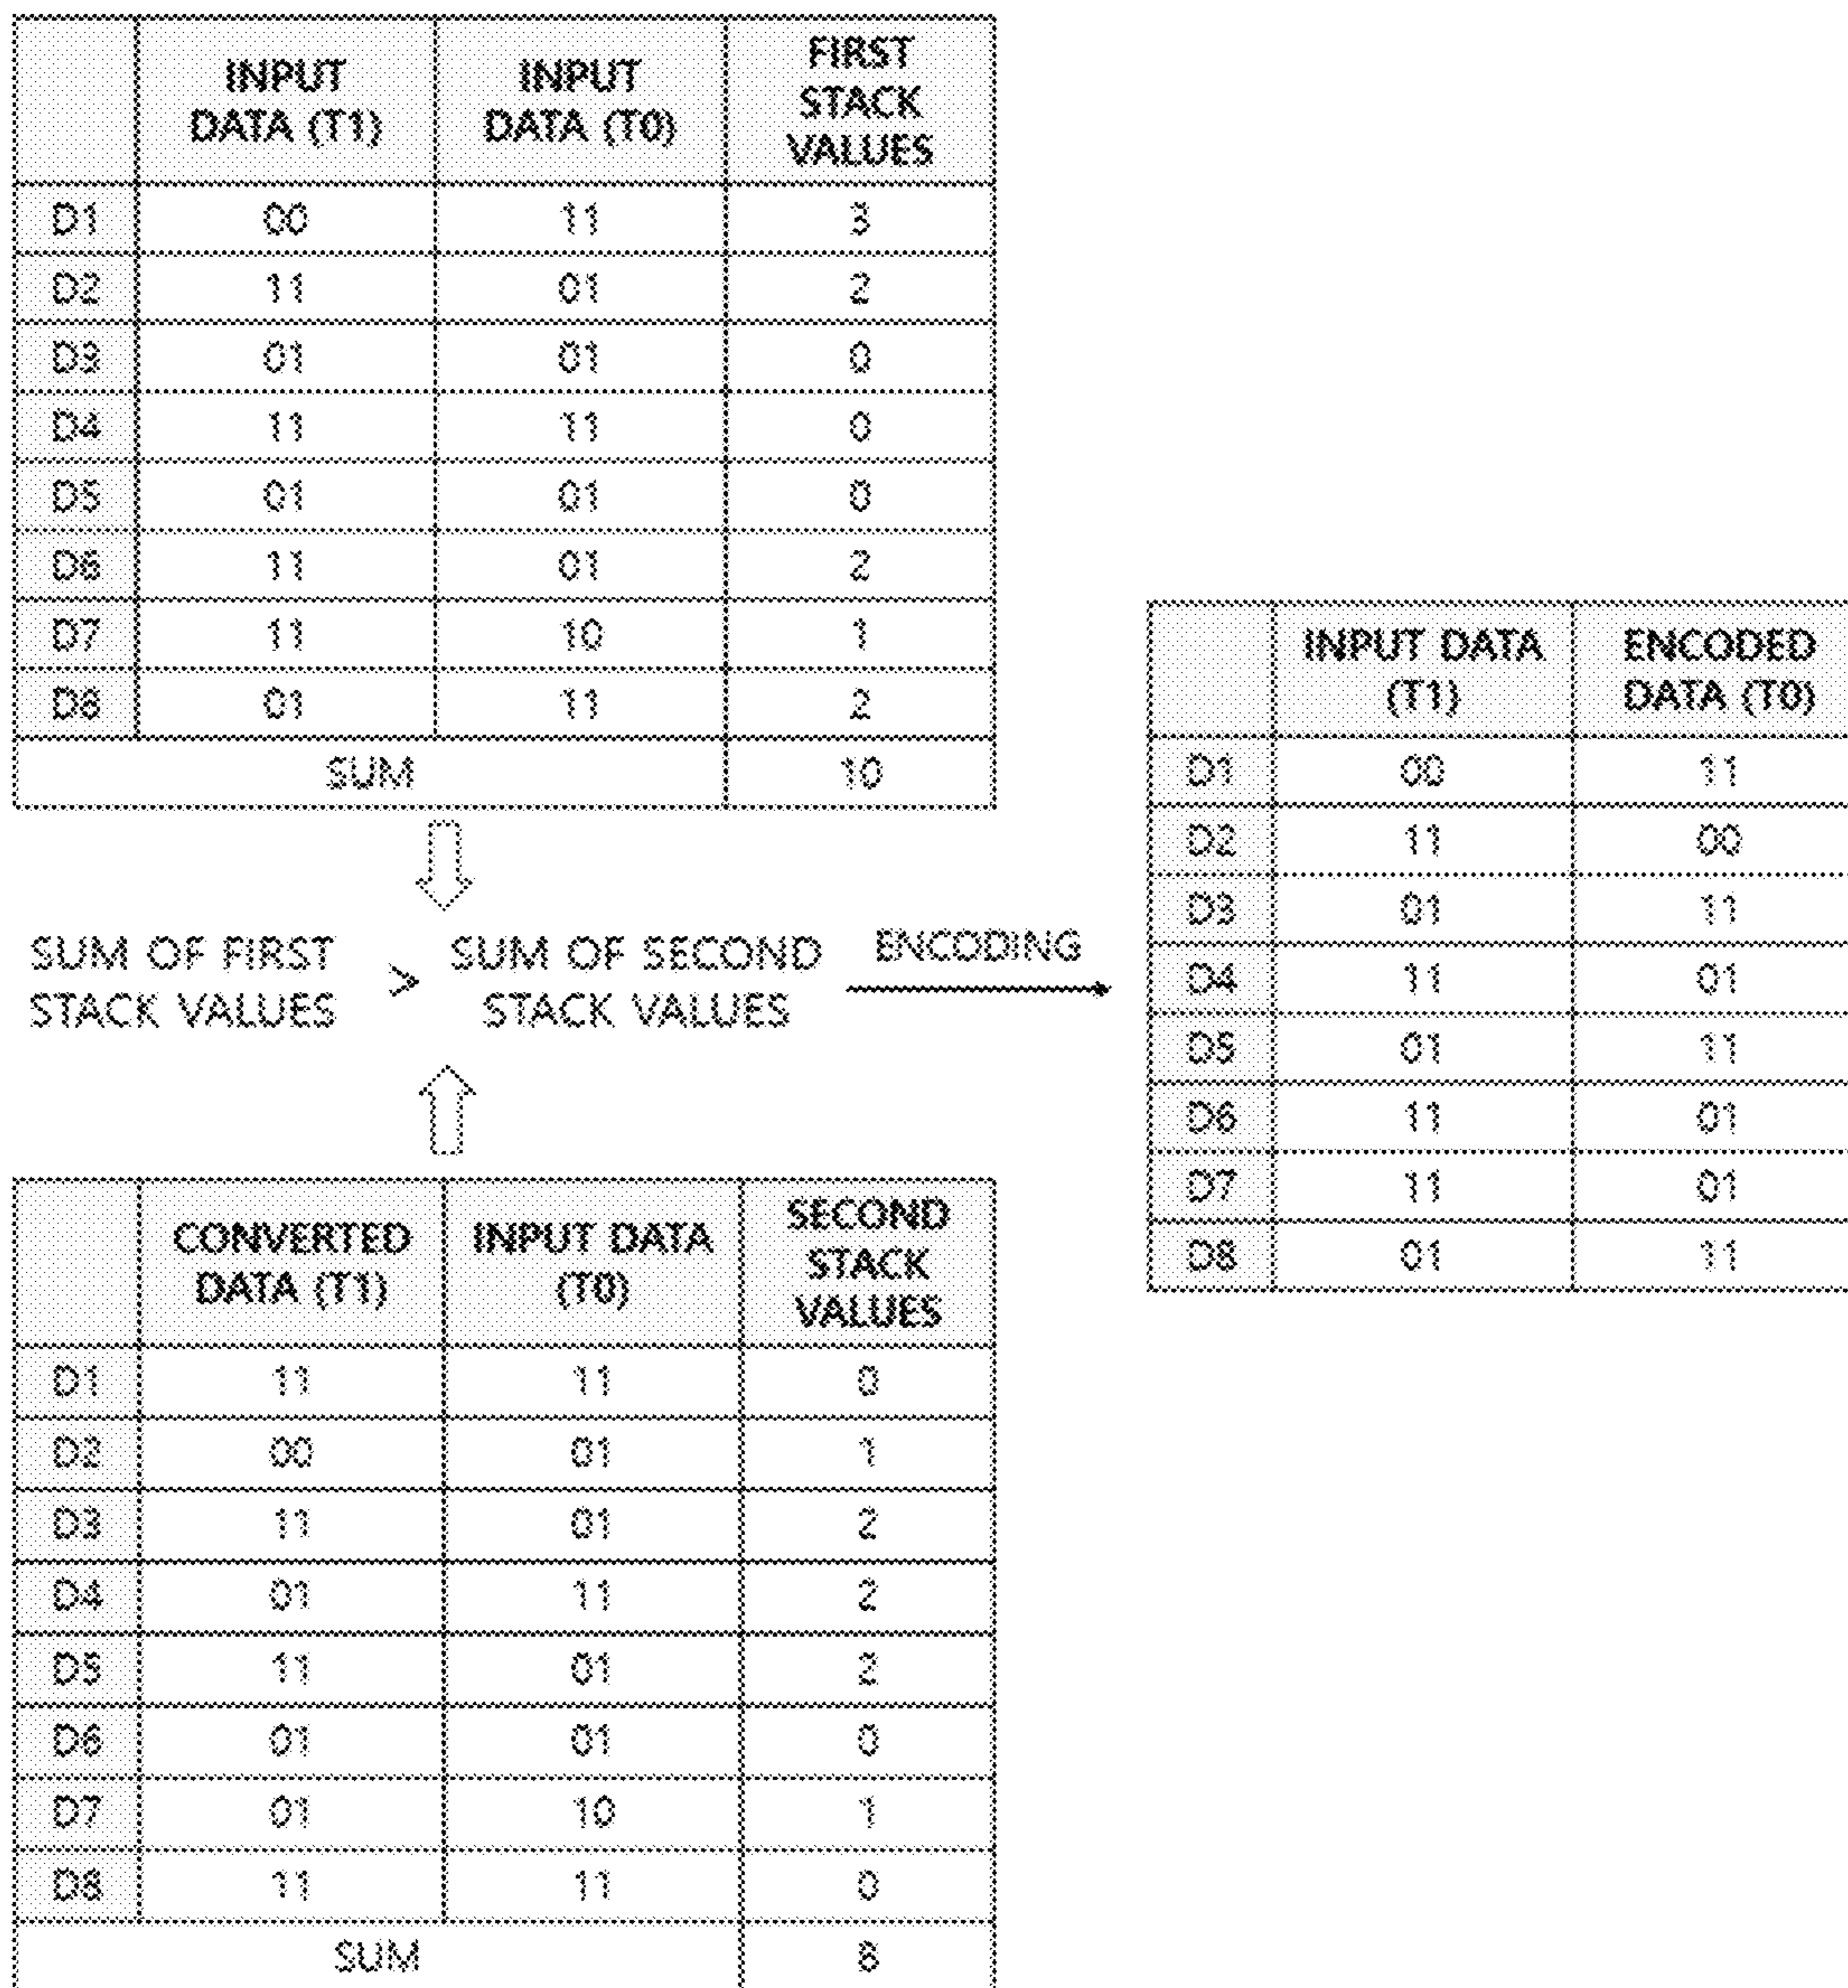 INPUT DATA (T1) INPUT DATA (T0) FIRST STACK VALUES
D1 00 11 3
D2 11 01 2
D3 01 01 0
D4 11 11 0
D5 01 01 0
D6 11 01 2
D7 11 10 1
D8 01 11 2
SUM 10
SUM OF FIRST STACK VALUES > SUM OF SECOND STACK VALUES ENCODING
CONVERTED DATA (T1) INPUT DATA (T0) SECOND STACK VALUES
D1 11 11 0
D2 00 01 1
D3 11 01 2
D4 01 11 2
D5 11 01 2
D6 01 01 0
D7 01 10 1
D8 11 11 0
SUM 8
INPUT DATA (T1) ENCODED DATA (T0)
D1 00 11
D2 11 00
D3 01 11
D4 11 01
D5 01 11
D6 11 01
D7 11 01
D8 01 11